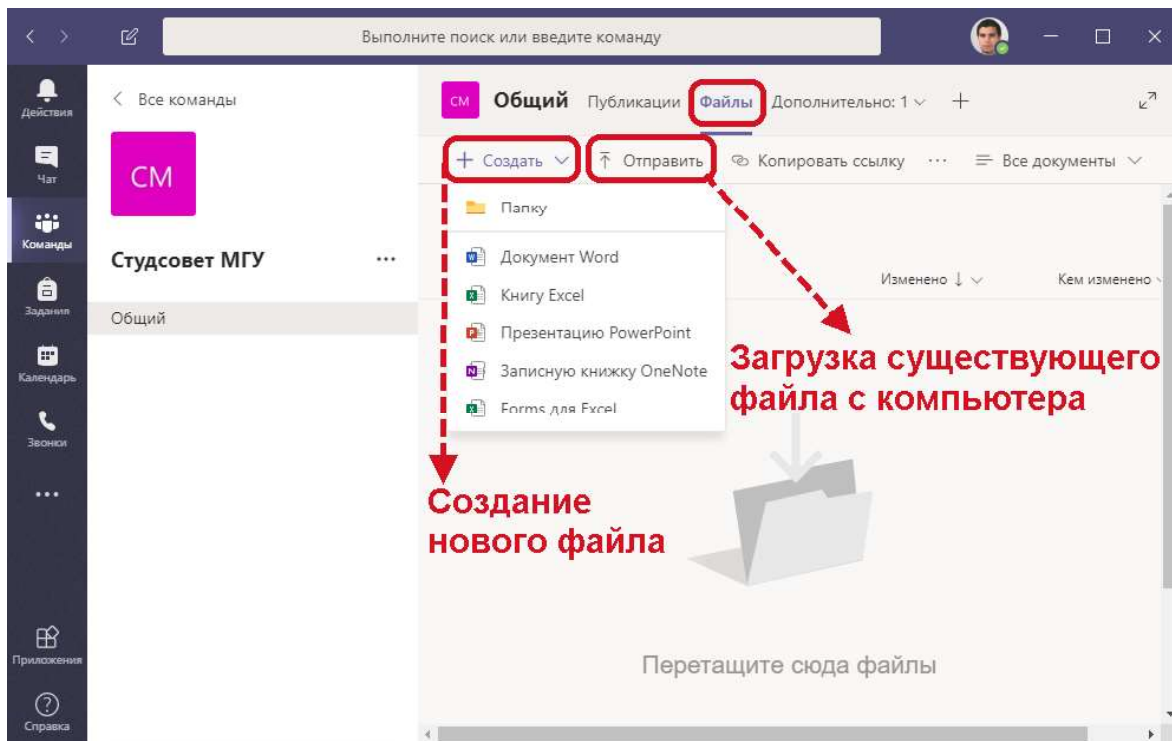 Выполните поиск или введите команду
Действия
Чат
Команды
Задания
Календарь
Звонки
Приложения
Справка
Все команды
СМ
Студсовет МГУ
Общий
СМ Общий Публикации Файлы Дополнительно: 1
Создать Отправить Копировать ссылку Все документы
Папку
Документ Word
Книгу Excel
Презентацию PowerPoint
Записную книжку OneNote
Forms для Excel
Изменено Кем изменено
Загрузка существующего
файла с компьютера
Создание
нового файла
Перетащите сюда файлы